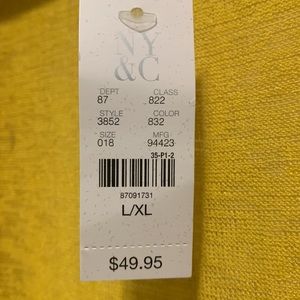 NY
&C
DEPT CLASS
87 822
STYLE COLOR
3852 832
SIZE MFG
018 94423
35-P1-2
87091731
L/XL
$49.95